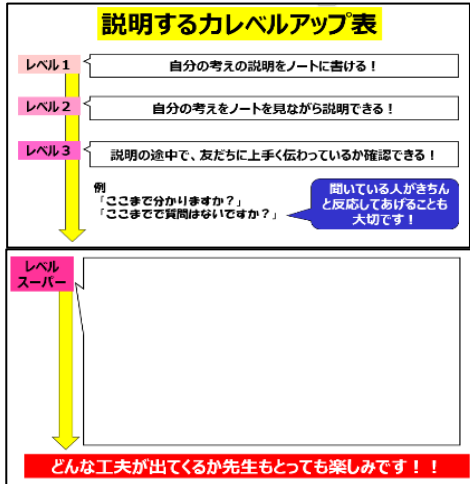 説明する力レベルアップ表
レベル１
自分の考えの説明をノートに書ける！
レベル２
自分の考えをノートを見ながら説明できる！
レベル３
説明の途中で、友だちに上手く伝わっているか確認できる！
例
「ここまで分かりますか？」
「ここまでで質問はないですか？」
聞いている人がきちん
と反応してあげることも
大切です！
レベル
スーパー
どんな工夫が出てくるか先生もとっても楽しみです！！